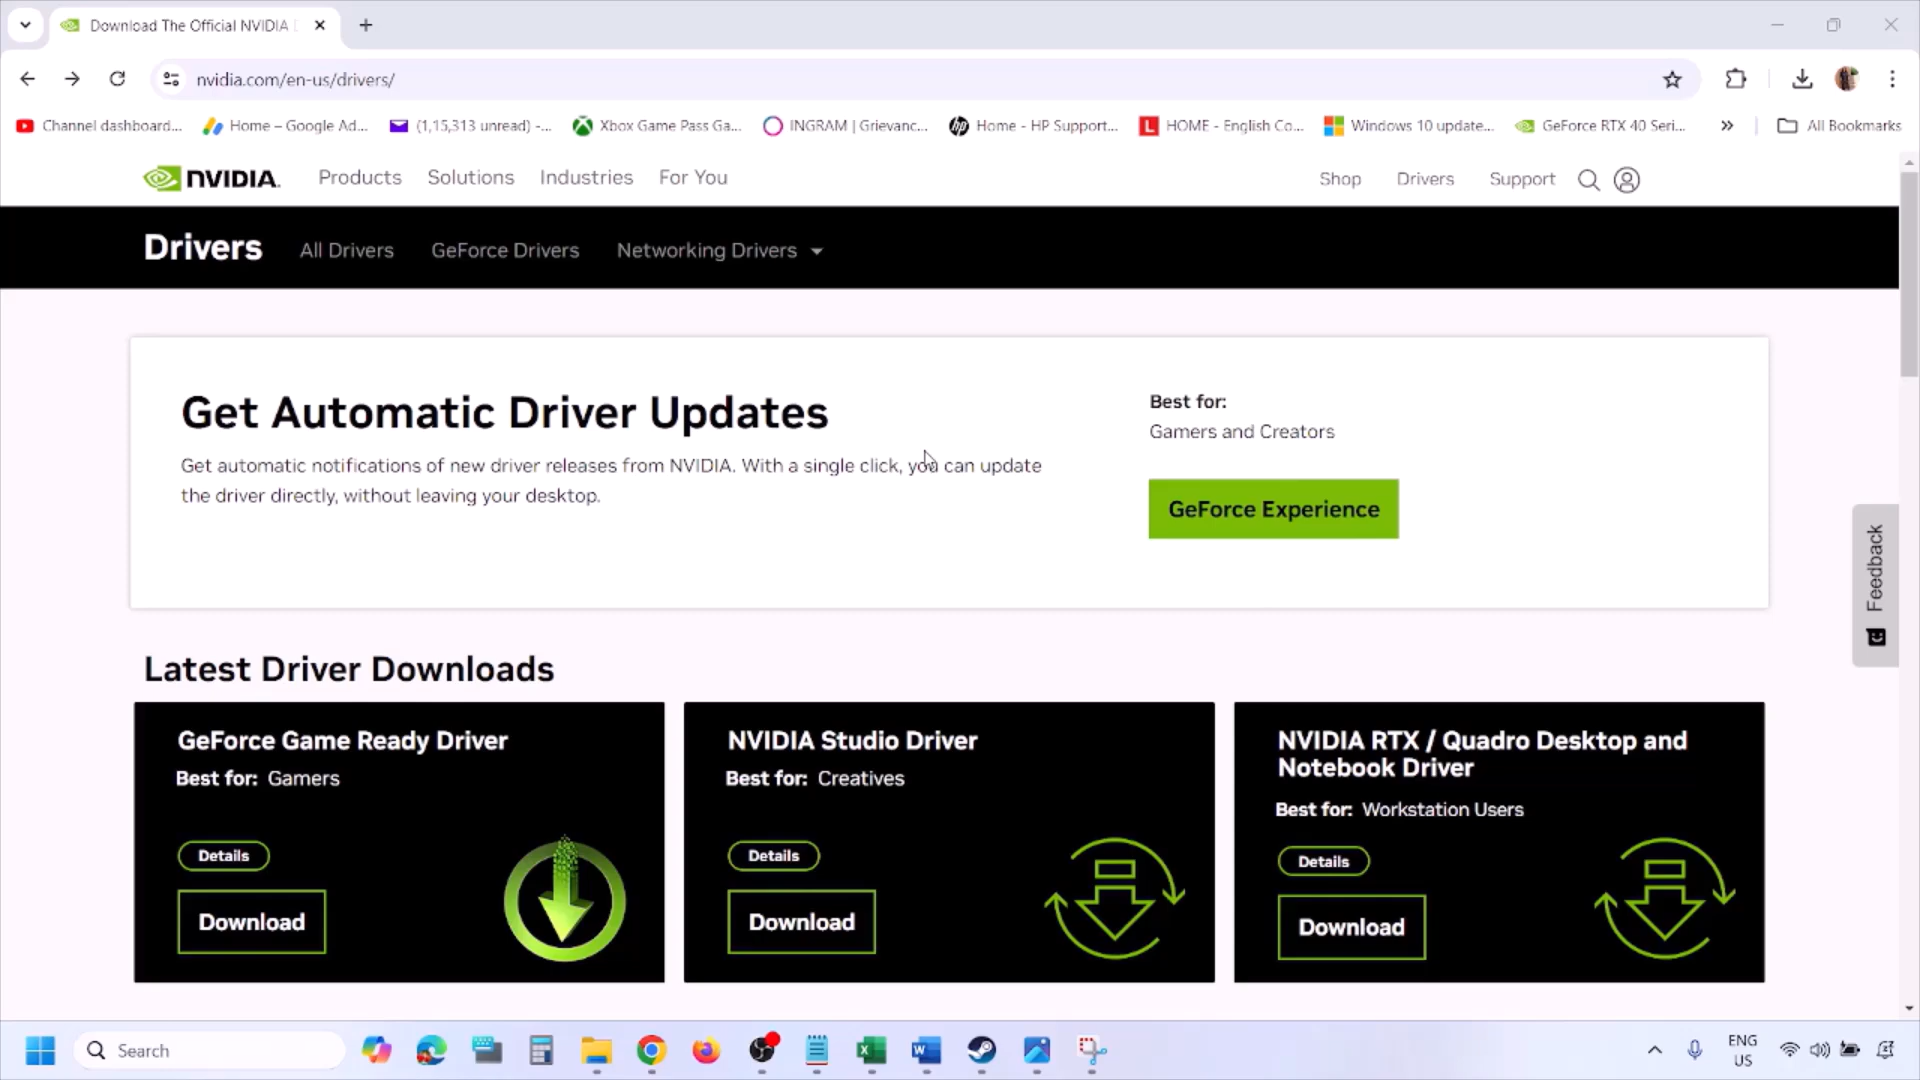 Download The Official NVIDIA
nvidia.com/en-us/drivers/
Channel dashboard...
Home – Google Ad...
(1,15,313 unread) -...
Xbox Game Pass Ga...
INGRAM | Grievanc...
Home - HP Support...
L
HOME - English Co...
Windows 10 update...
GeForce RTX 40 Seri...
All Bookmarks
NVIDIA.
Products
Solutions
Industries
For You
Shop
Drivers
Support
Drivers
All Drivers
GeForce Drivers
Networking Drivers
Get Automatic Driver Updates
Get automatic notifications of new driver releases from NVIDIA. With a single click, you can update
the driver directly, without leaving your desktop.
Best for:
Gamers and Creators
GeForce Experience
Feedback
Latest Driver Downloads
GeForce Game Ready Driver
Best for: Gamers
Details
Download
NVIDIA Studio Driver
Best for: Creatives
Details
Download
NVIDIA RTX / Quadro Desktop and
Notebook Driver
Best for: Workstation Users
Details
Download
Search
ENG
US